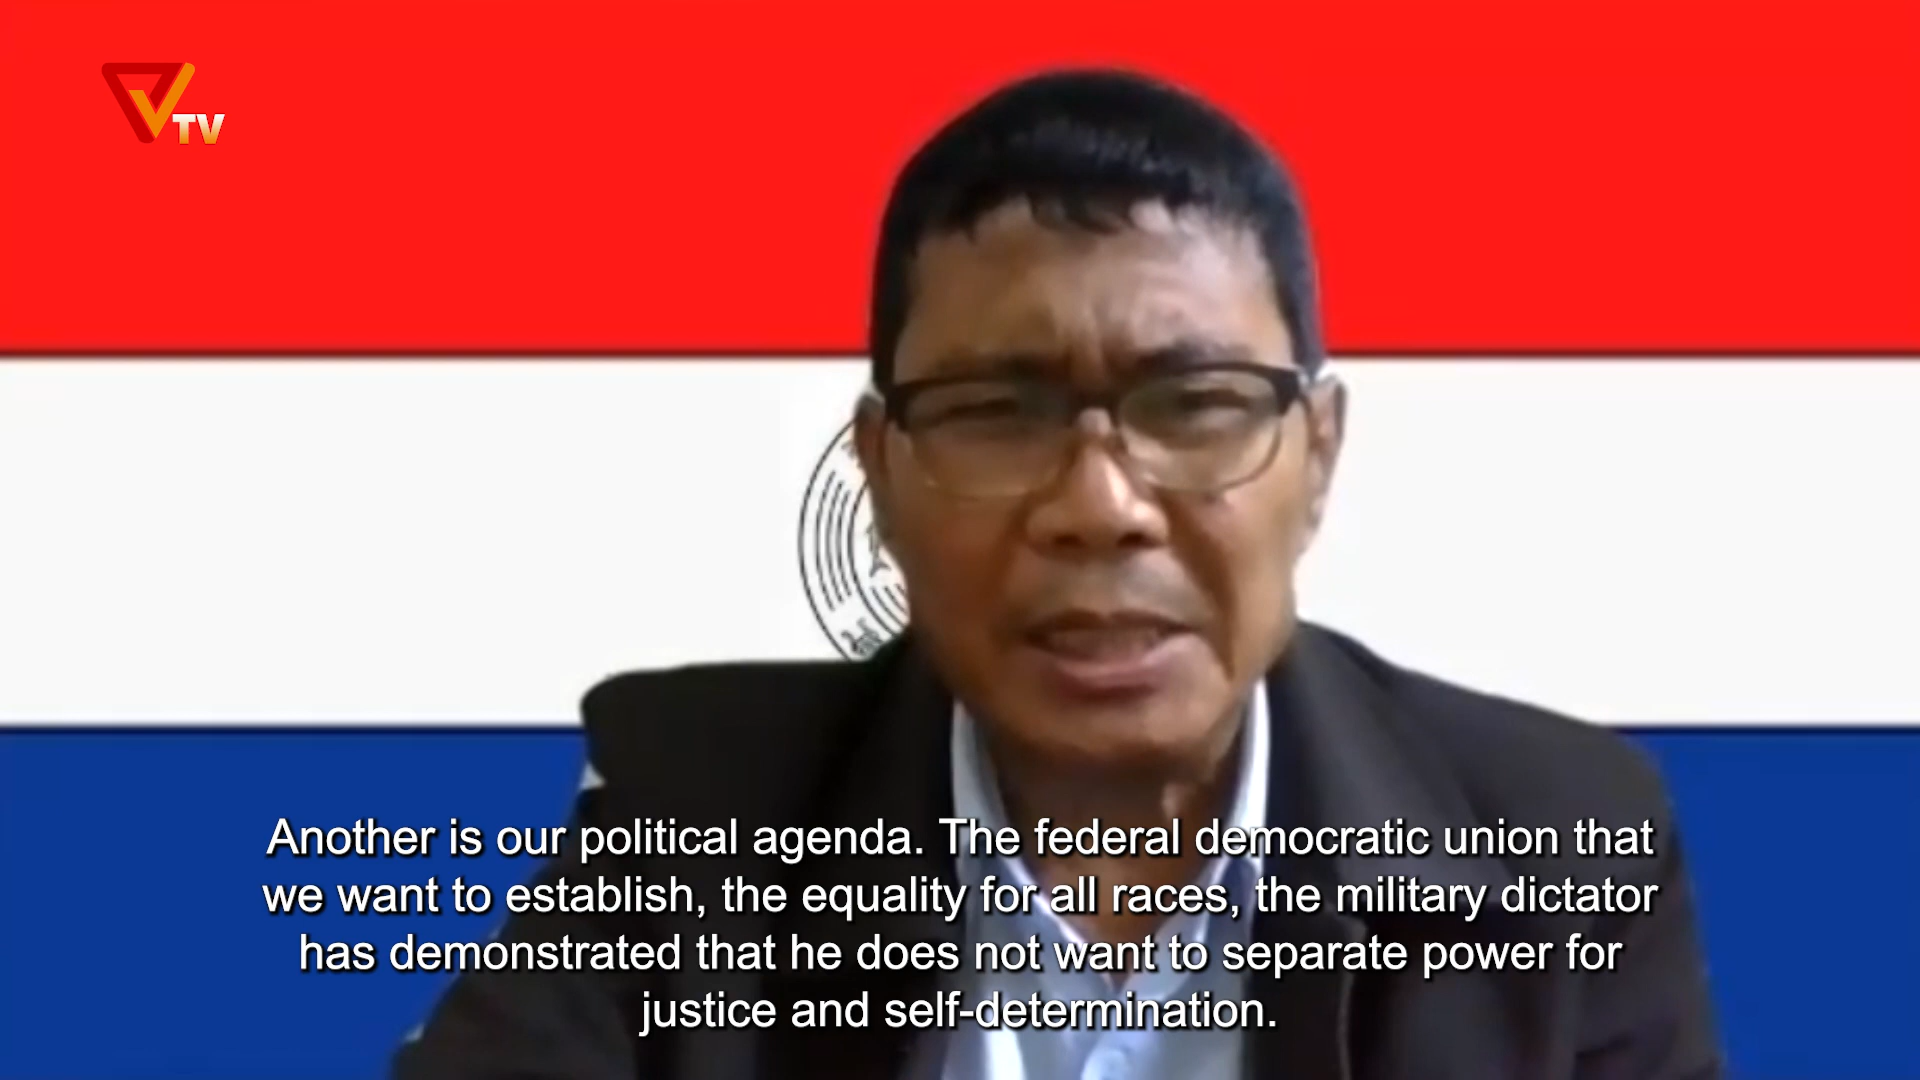 TV
Another is our political agenda. The federal democratic union that
we want to establish, the equality for all races, the military dictator
has demonstrated that he does not want to separate power for
justice and self-determination.